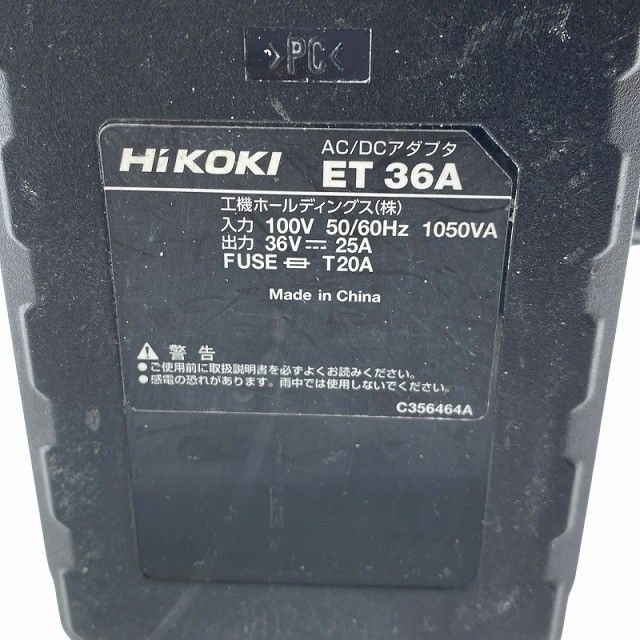 >PC<
HiKOKI
AC/DCアダプタ
ET 36A
工機ホールディングス(株)
入力 100V 50/60Hz 1050VA
出力 36V⎓25A
FUSE T20A
Made in China
⚠警告
●ご使用前に取扱説明書を必ずよくお読みください。
●感電の恐れがあります。雨中では使用しないでください。
C356464A